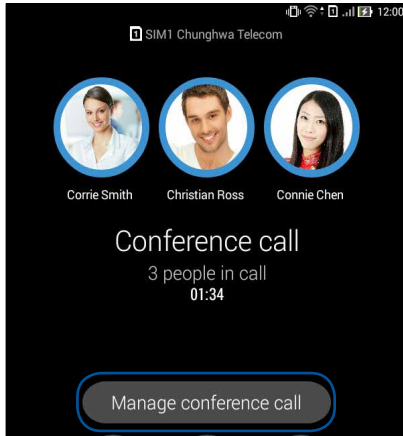 12:00
1 SIM1 Chunghwa Telecom
Corrie Smith Christian Ross Connie Chen
Conference call
3 people in call
01:34
Manage conference call